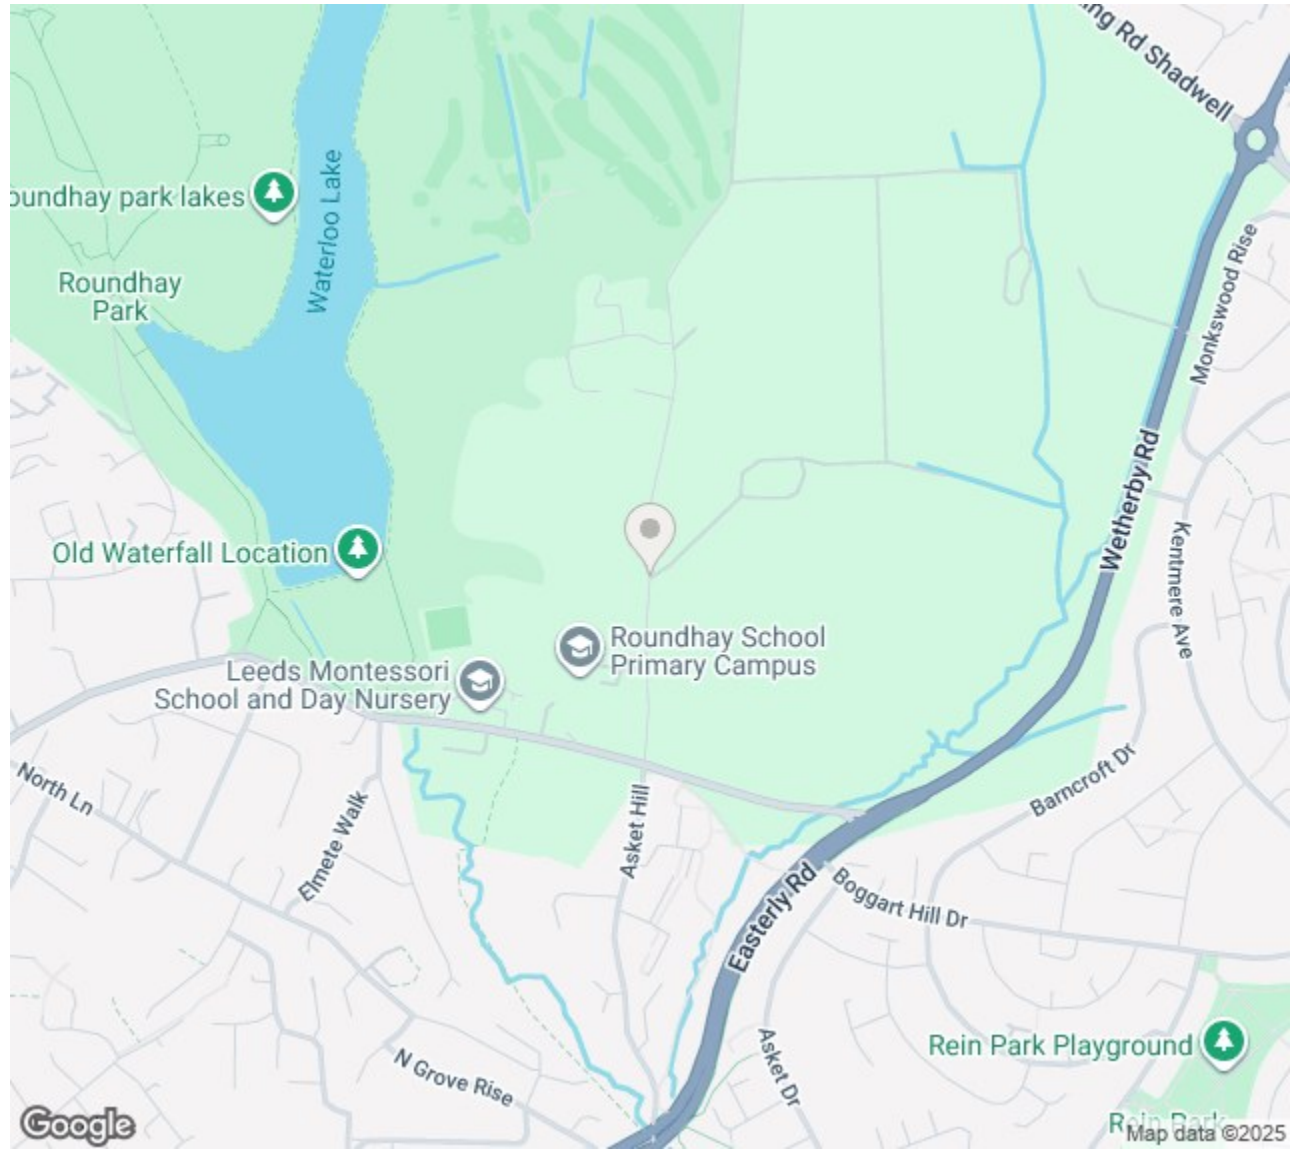 ng Rd Shadwell
oundhay park lakes
Waterloo Lake
Roundhay
Park
Monkswood Rise
Wetherby Rd
Old Waterfall Location
Kentmere Ave
Roundhay School
Primary Campus
Leeds Montessori
School and Day Nursery
North Ln
Elmete Walk
Asket Hill
Barncroft Dr
Easterly Rd
Boggart Hill Dr
Asket Dr
N Grove Rise
Rein Park Playground
Rein Park
Google
Map data ©2025